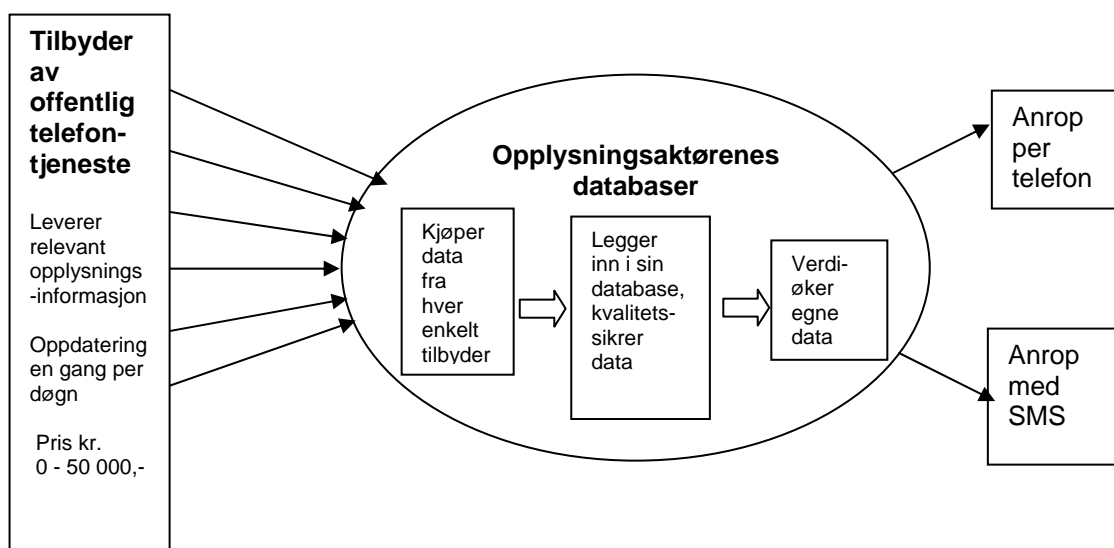 Tilbyder
av
offentlig
telefon-
tjeneste
Leverer
relevant
opplysnings
-informasjon
Oppdatering
en gang per
døgn
Pris kr.
0 - 50 000,-
Opplysningsaktørenes
databaser
Kjøper
data
fra
hver
enkelt
tilbyder
Legger
inn i sin
database,
kvalitets-
sikrer
data
Verdi-
øker
egne
data
Anrop
per
telefon
Anrop
med
SMS